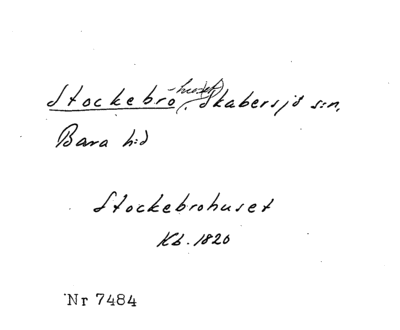 Stockebro -huset, Skabersjö s:n,
Bara h:d
Stockebrohuset
Kb. 1820
Nr 7484